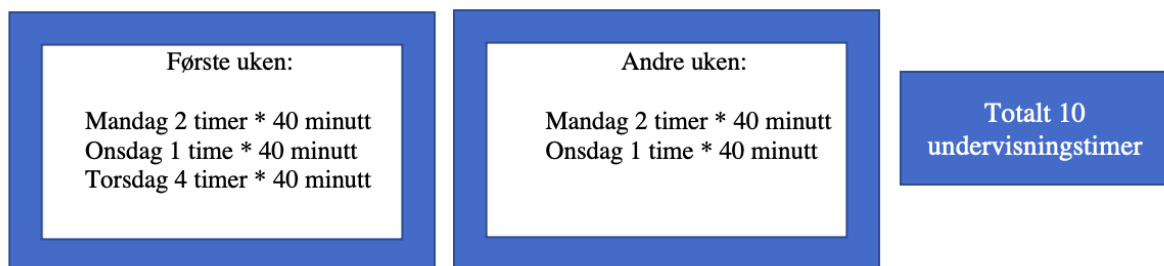 Første uken:
Mandag 2 timer * 40 minutt
Onsdag 1 time * 40 minutt
Torsdag 4 timer * 40 minutt
Andre uken:
Mandag 2 timer * 40 minutt
Onsdag 1 time * 40 minutt
Totalt 10
undervisningstimer